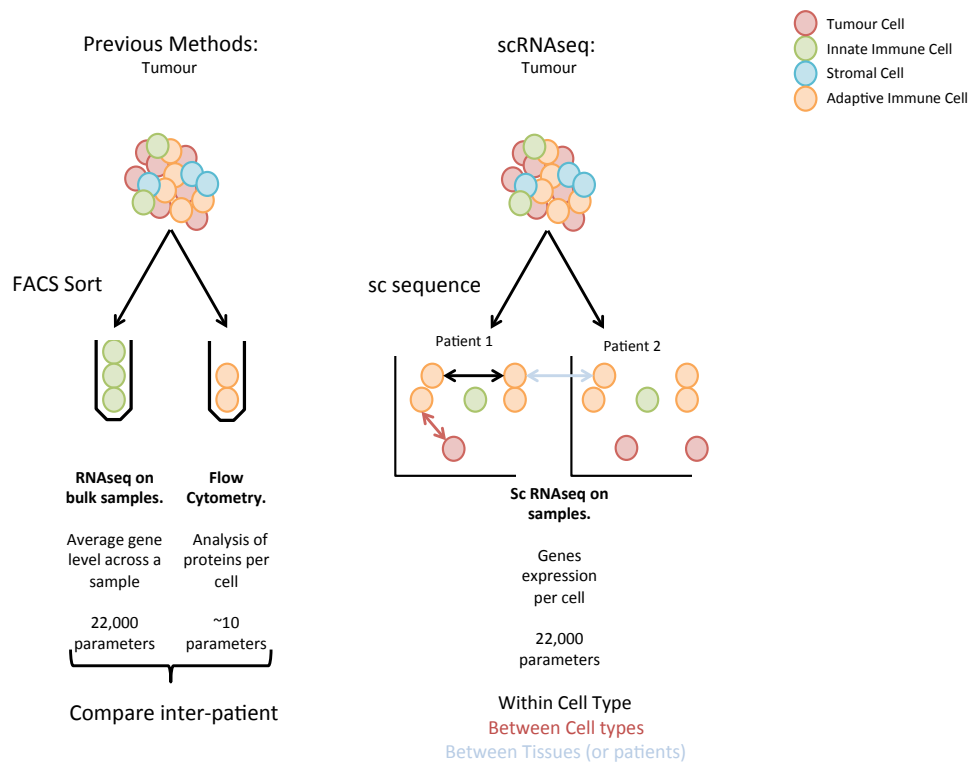 Previous Methods:
Tumour
scRNAseq:
Tumour
Tumour Cell
Innate Immune Cell
Stromal Cell
Adaptive Immune Cell
FACS Sort
sc sequence
Patient 1
Patient 2
RNAseq on
bulk samples.
Average gene
level across a
sample
22,000
parameters
Flow
Cytometry.
Analysis of
proteins per
cell
~10
parameters
Compare inter-patient
Sc RNAseq on
samples.
Genes
expression
per cell
22,000
parameters
Within Cell Type
Between Cell types
Between Tissues (or patients)